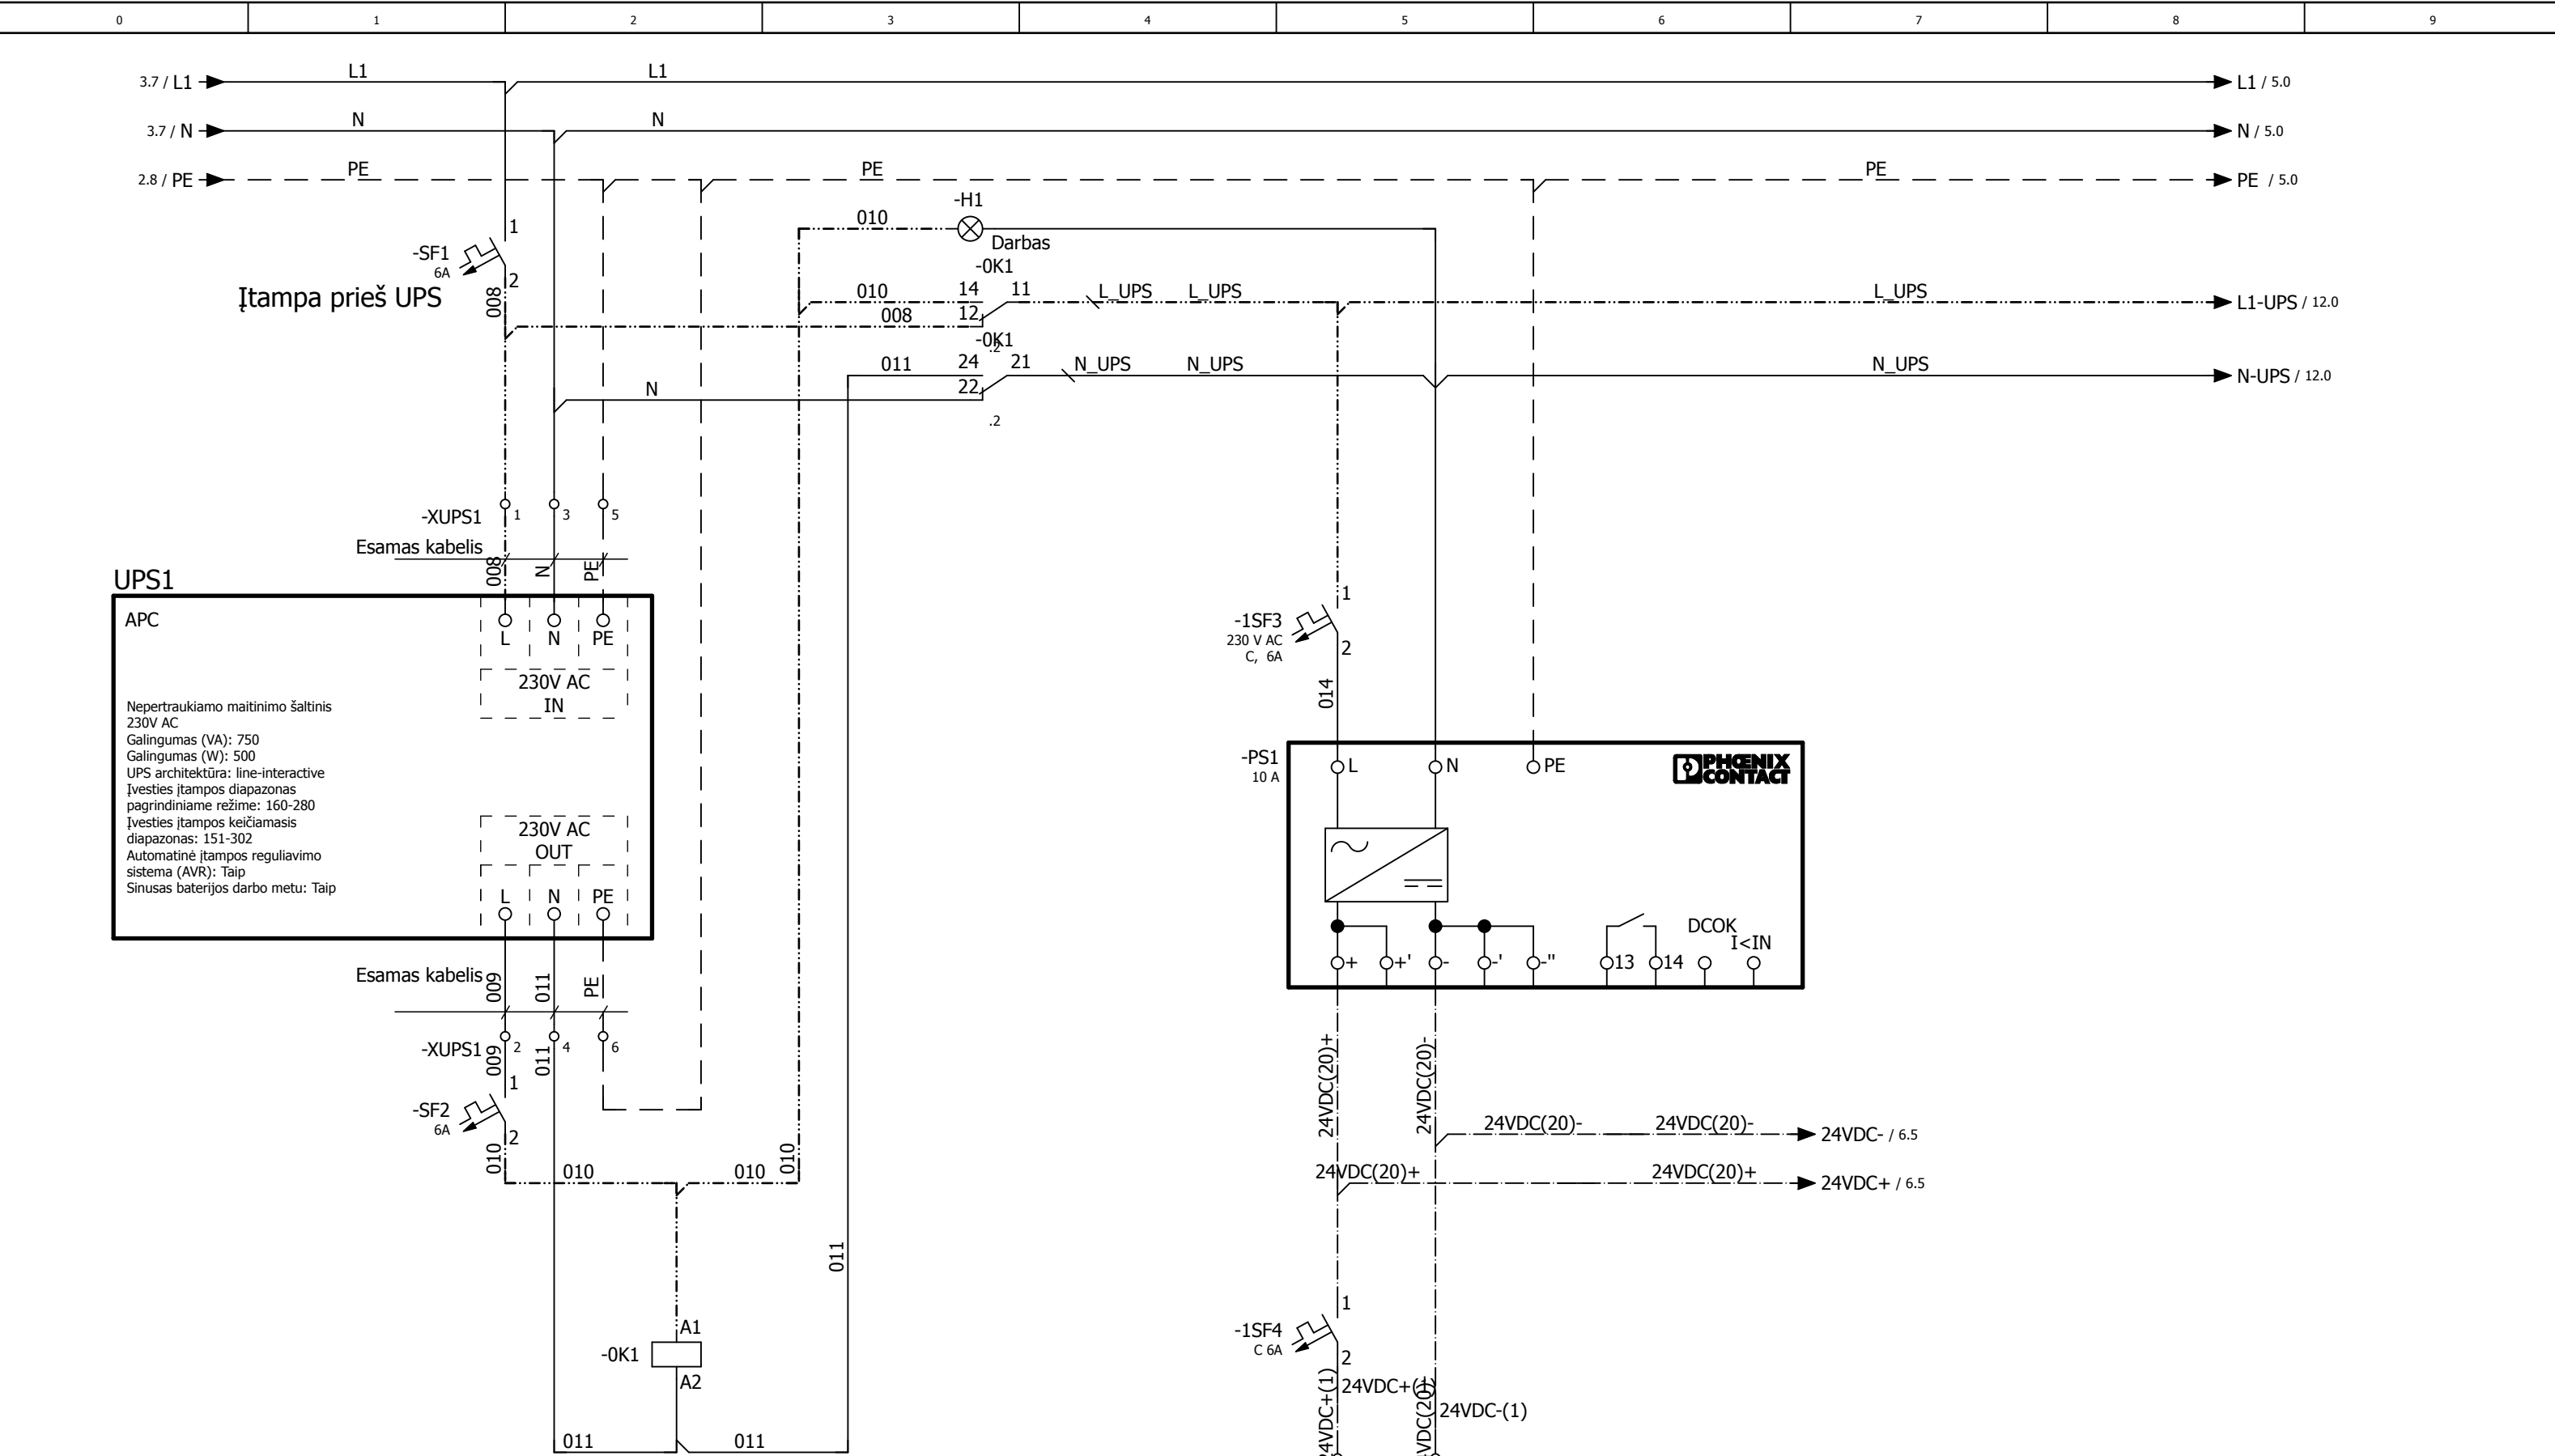 0 1 2 3 4 5 6 7 8 9
3.7 / L1
L1
L1
L1 / 5.0
3.7 / N
N
N
N / 5.0
2.8 / PE
PE
PE
PE
PE / 5.0
-H1
010
Darbas
1
-SF1
6A
2
008
Įtampa prieš UPS
-0K1
010
14
11
L_UPS
L_UPS
L_UPS
L1-UPS / 12.0
008
12
.2
-0K1
011
24
21
N_UPS
N_UPS
N_UPS
N-UPS / 12.0
N
22
.2
-XUPS1
1
3
5
Esamas kabelis
008
N
PE
UPS1
APC
L
N
PE
230V AC
IN
Nepertraukiamo maitinimo šaltinis
230V AC
Galingumas (VA): 750
Galingumas (W): 500
UPS architektūra: line-interactive
Įvesties įtampos diapazonas
pagrindiniame režime: 160-280
Įvesties įtampos keičiamasis
diapazonas: 151-302
Automatinė įtampos reguliavimo
sistema (AVR): Taip
Sinusas baterijos darbo metu: Taip
230V AC
OUT
L
N
PE
Esamas kabelis
009
011
PE
-XUPS1
2
4
6
009
011
1
-SF2
6A
2
010
010
010
010
011
A1
-0K1
A2
011
011
1
-1SF3
230 V AC
C, 6A
2
014
-PS1
10 A
L
N
PE
PHŒNIX
CONTACT
DCOK
I<IN
+
+'
-
-'
-"
13
14
24VDC(20)+
24VDC(20)-
24VDC(20)-
24VDC(20)-
24VDC- / 6.5
24VDC(20)+
24VDC(20)+
24VDC+ / 6.5
1
-1SF4
C 6A
2
24VDC+(1)
24VDC-(1)